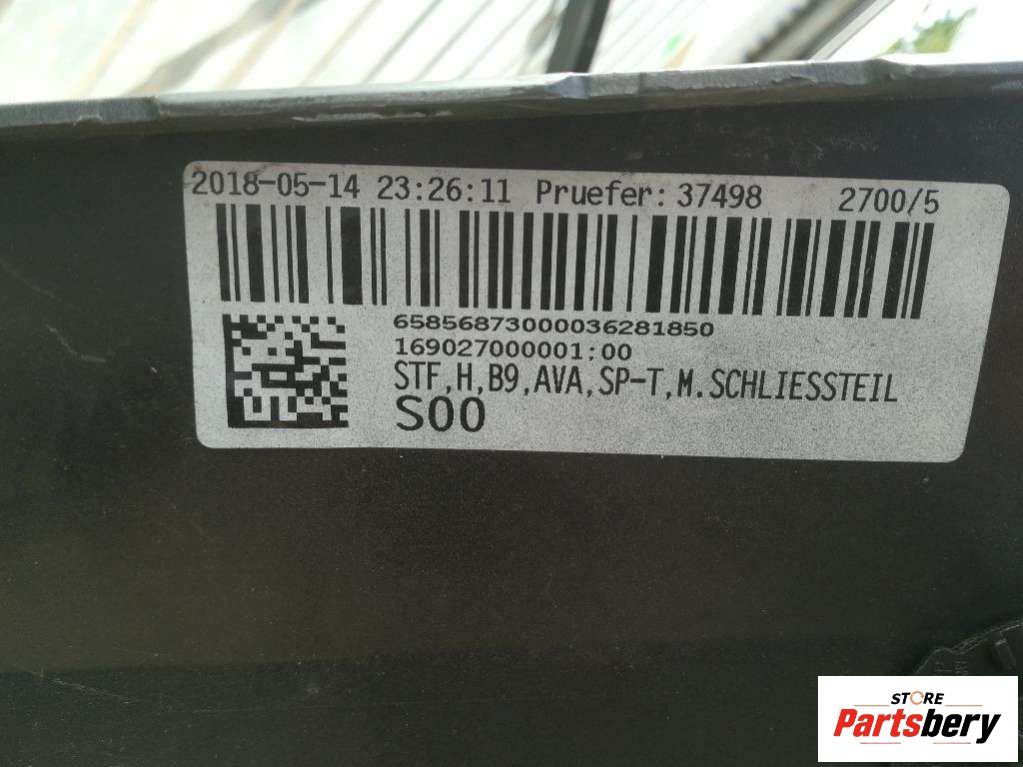 2018-05-14 23:26:11 Pruefer: 37498 2700/5
65856873000036281850
169027000001:00
STF,H,B9,AVA,SP-T,M.SCHLIESSTEIL
S00
STORE
Partsbery